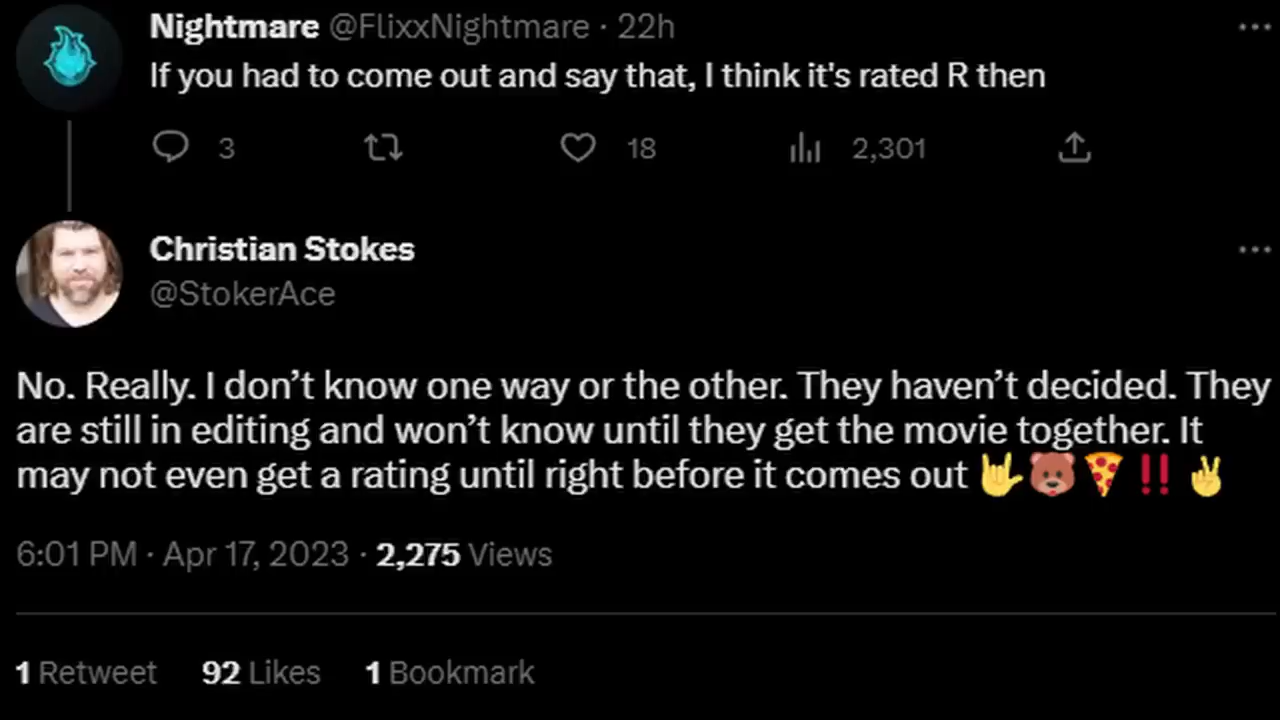 Nightmare @FlixxNightmare · 22h
If you had to come out and say that, I think it's rated R then
3 18 2,301
Christian Stokes
@StokerAce
No. Really. I don’t know one way or the other. They haven’t decided. They
are still in editing and won’t know until they get the movie together. It
may not even get a rating until right before it comes out 🤟🐻🍕‼️✌️
6:01 PM · Apr 17, 2023 · 2,275 Views
1 Retweet 92 Likes 1 Bookmark